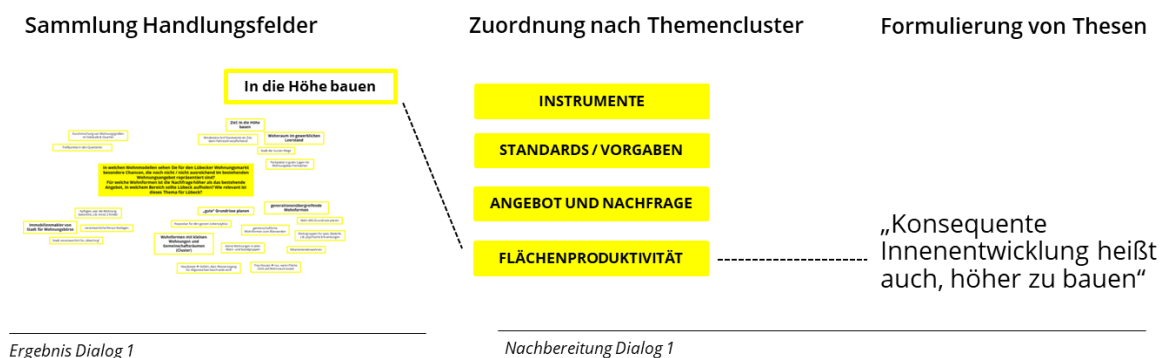 Sammlung Handlungsfelder
Zuordnung nach Themencluster
Formulierung von Thesen
In die Höhe bauen
Ziel: in die Höhe
bauen
Wohnraum im gewerblichen
Leerstand
In welchen Wohnmodellen sehen Sie für den Lübecker Wohnungsmarkt
besondere Chancen, die noch nicht / nicht ausreichend im bestehenden
Wohnungsangebot repräsentiert sind?
Für welche Wohnformen ist die Nachfrage höher als das bestehende
Angebot, in welchem Bereich sollte Lübeck aufholen? Wie relevant ist
dieses Thema für Lübeck?
„gute“ Grundrisse planen
generationenübergreifende
Wohnformen
Immobilienmakler von
Stadt für Wohnungsbörse
Wohnformen mit kleinen
Wohnungen und
Gemeinschaftsräumen
(Cluster)
INSTRUMENTE
STANDARDS / VORGABEN
ANGEBOT UND NACHFRAGE
FLÄCHENPRODUKTIVITÄT
„Konsequente
Innenentwicklung heißt
auch, höher zu bauen“
Ergebnis Dialog 1
Nachbereitung Dialog 1